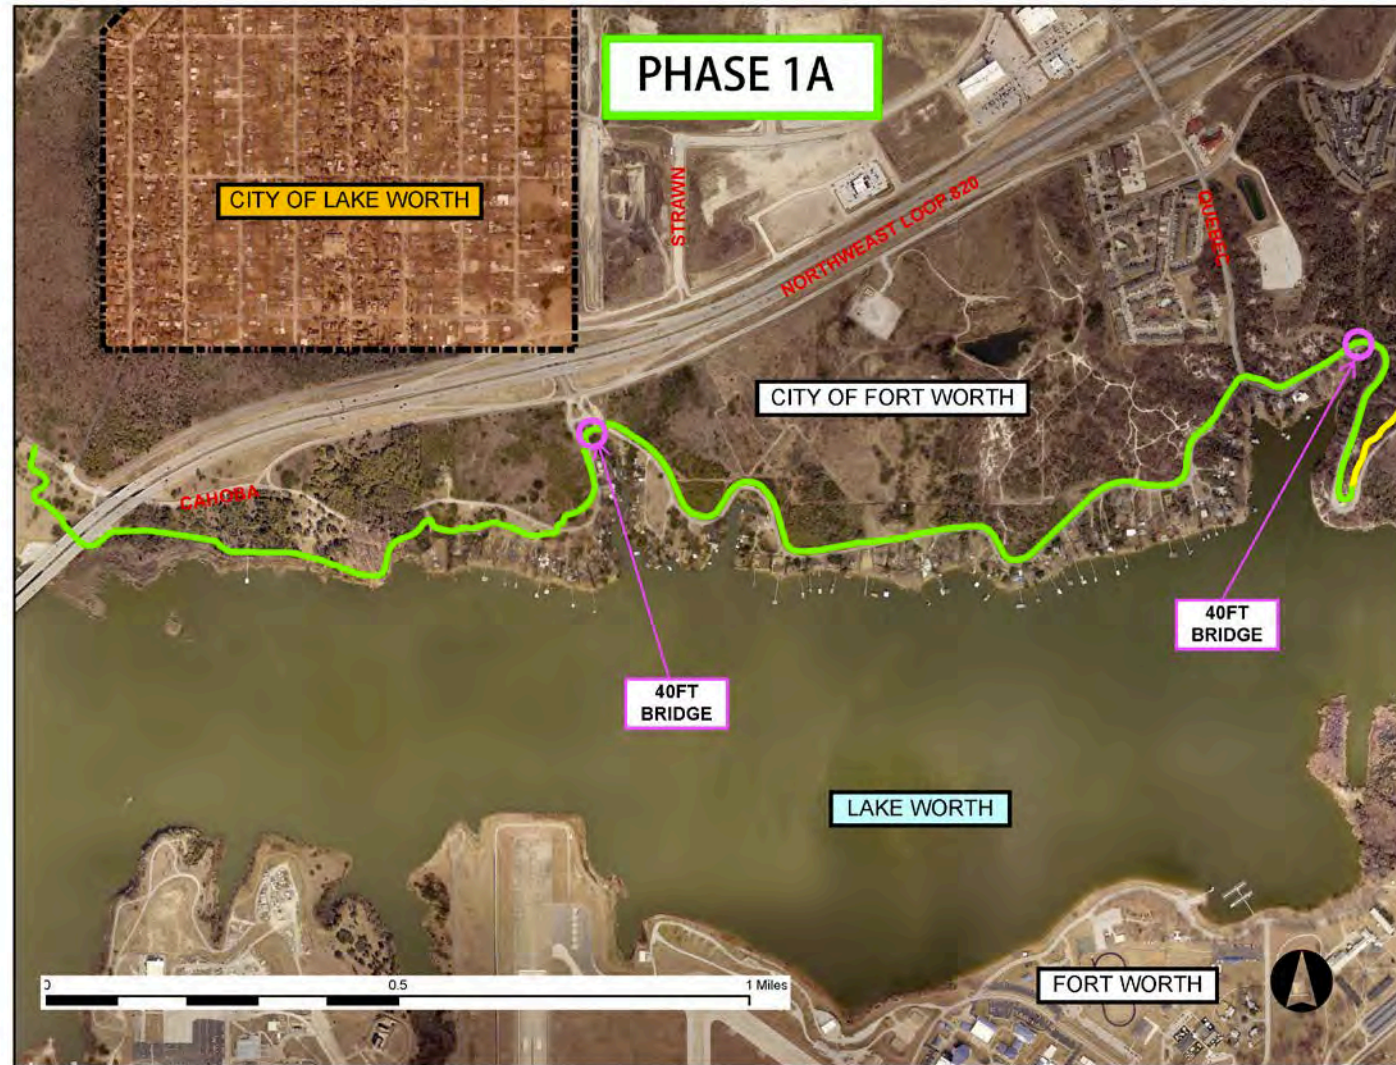 PHASE 1A
CITY OF LAKE WORTH
STRAWN
NORTHWEST LOOP 820
QUEBEC
CITY OF FORT WORTH
CAHOBA
40FT
BRIDGE
40FT
BRIDGE
LAKE WORTH
FORT WORTH
0 0.5 1 Miles